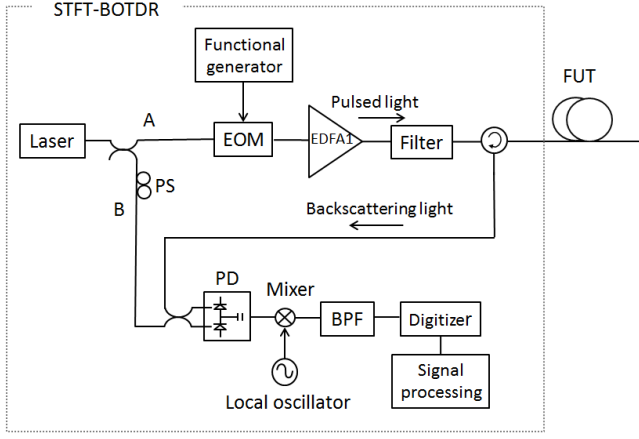 STFT-BOTDR
Functional
generator
FUT
Pulsed light
A
Laser
EOM
EDFA1
Filter
PS
B
Backscattering light
PD
Mixer
BPF
Digitizer
Signal
processing
Local oscillator